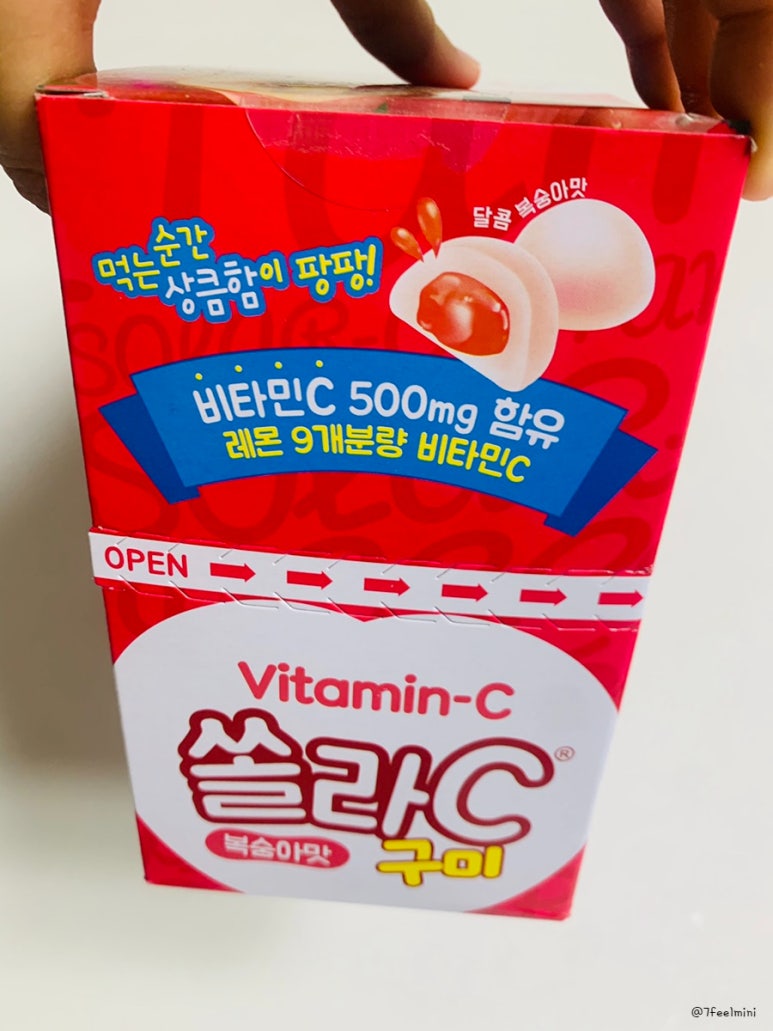 달콤 복숭아맛
먹는순간
상큼함이 팡팡!
비타민C 500mg 함유
레몬 9개분량 비타민C
OPEN
Vitamin-C
쏠라C®
복숭아맛
구미
@7feelmini